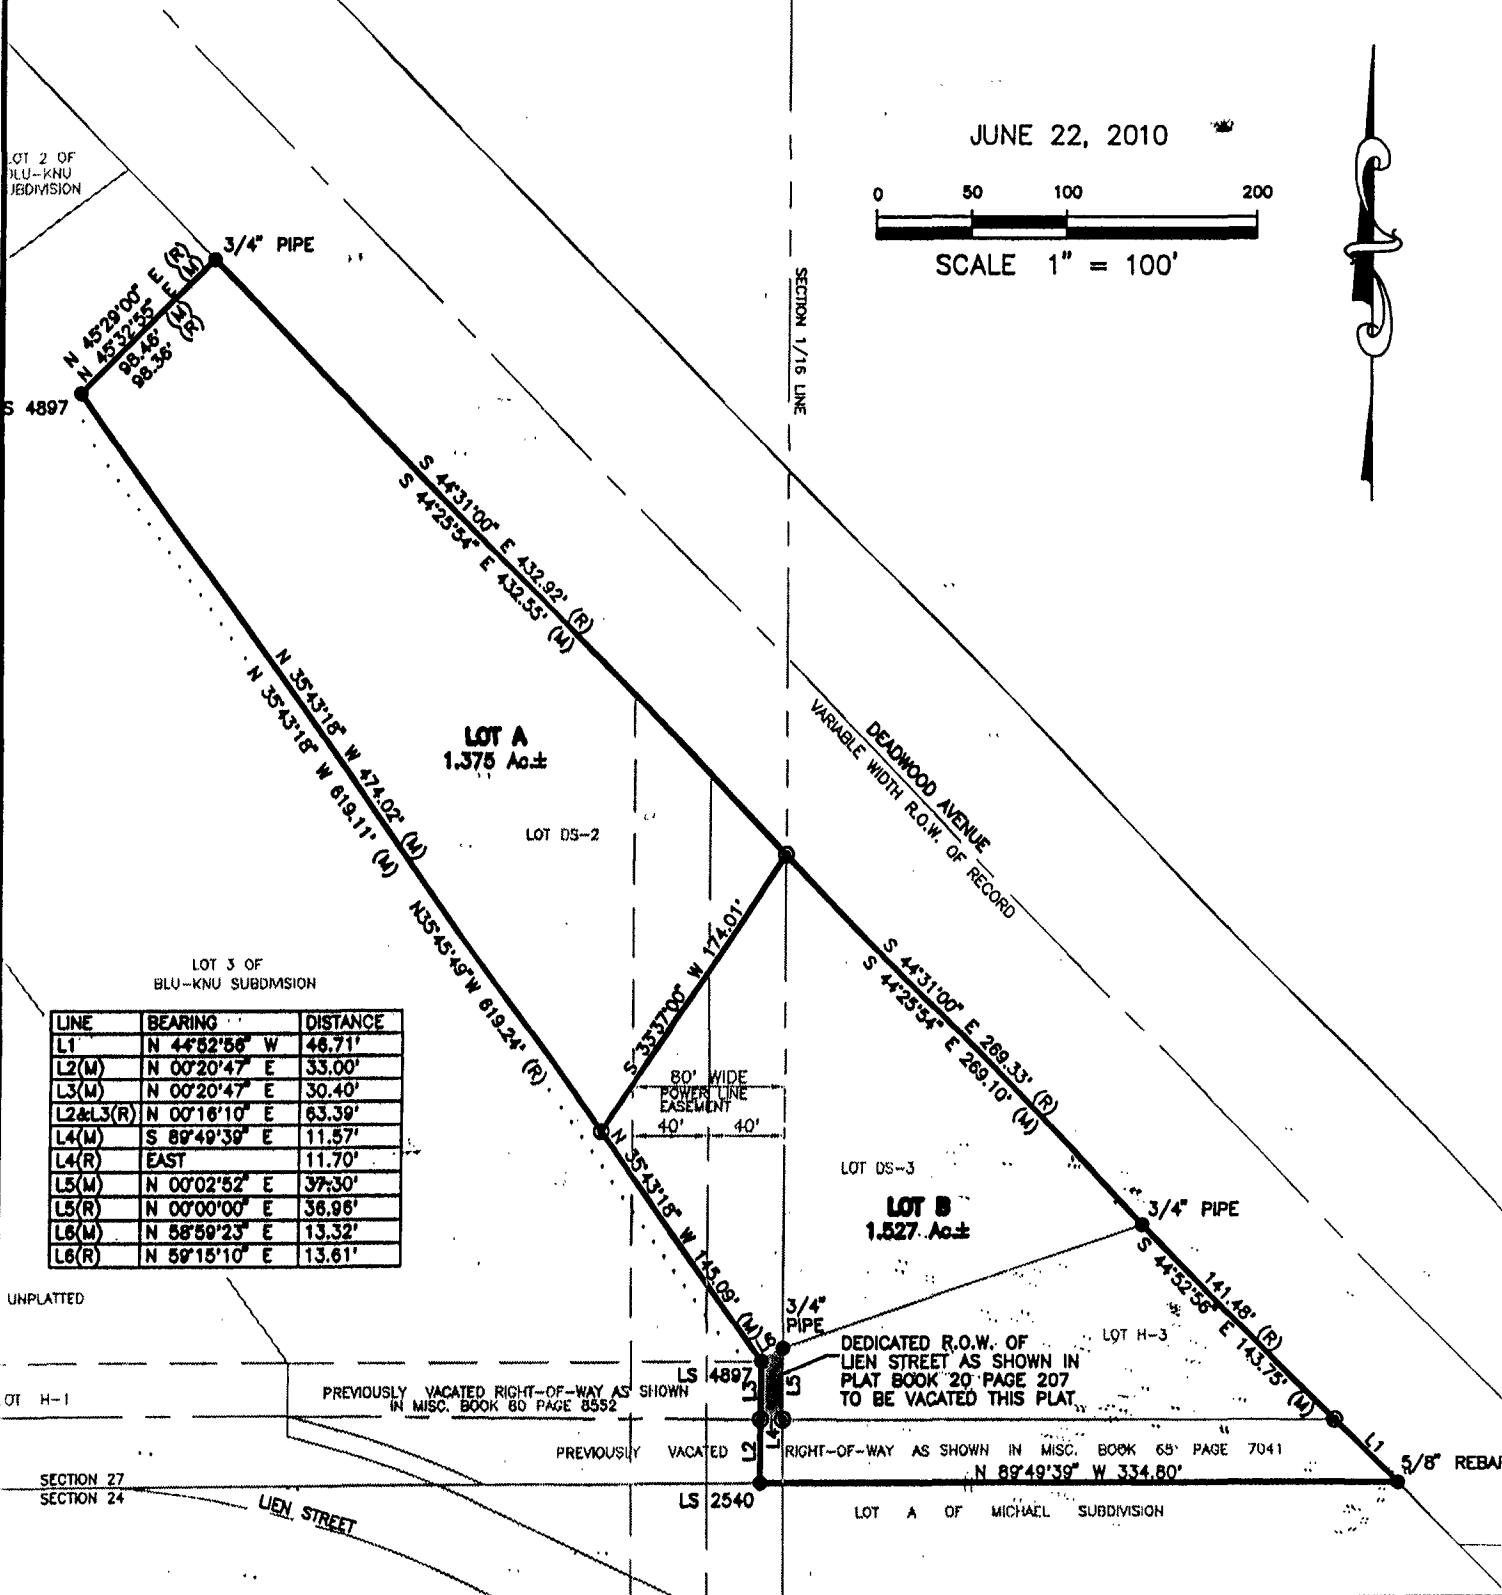 JUNE 22, 2010
0 50 100 200
SCALE 1" = 100'
LOT 2 OF
BLU-KNU
SUBDIVISION
3/4" PIPE
N 45°29'00" E (R)
N 45°32'55" E (M)
98.46' (M)
98.36' (R)
S 4897
SECTION 1/16 LINE
S 44°31'00" E 432.92' (R)
S 44°25'54" E 432.55' (M)
N 35°43'18" W 474.02' (M)
N 35°43'18" W 619.11' (M)
N35°45'49"W 619.24' (R)
LOT A
1.375 Ac.±
LOT DS-2
DEADWOOD AVENUE
VARIABLE WIDTH R.O.W. OF RECORD
S 33°37'00" W 174.01'
S 44°31'00" E 269.33' (R)
S 44°25'54" E 269.10' (M)
LOT 3 OF
BLU-KNU SUBDIVISION
LINE BEARING DISTANCE
L1 N 44°52'56" W 46.71'
L2(M) N 00°20'47" E 33.00'
L3(M) N 00°20'47" E 30.40'
L2&L3(R) N 00°16'10" E 63.39'
L4(M) S 89°49'39" E 11.57'
L4(R) EAST 11.70'
L5(M) N 00°02'52" E 37.30'
L5(R) N 00°00'00" E 36.96'
L6(M) N 58°59'23" E 13.32'
L6(R) N 59°15'10" E 13.61'
80' WIDE
POWER LINE
EASEMENT
40' 40'
N 35°43'18" W 145.09' (M)
LOT DS-3
LOT B
1.527 Ac.±
3/4" PIPE
141.48' (R)
S 44°52'56" E 143.75' (M)
UNPLATTED
3/4"
PIPE
L6
DEDICATED R.O.W. OF
LIEN STREET AS SHOWN IN
PLAT BOOK 20 PAGE 207
TO BE VACATED THIS PLAT
LOT H-3
LS 4897
L3
L5
OT H-1
PREVIOUSLY VACATED RIGHT-OF-WAY AS SHOWN
IN MISC. BOOK 80 PAGE 8552
L4
L2
L1
PREVIOUSLY VACATED RIGHT-OF-WAY AS SHOWN IN MISC. BOOK 65 PAGE 7041
N 89°49'39" W 334.80'
5/8" REBA
SECTION 27
SECTION 24
LIEN STREET
LS 2540
LOT A OF MICHAEL SUBDIVISION